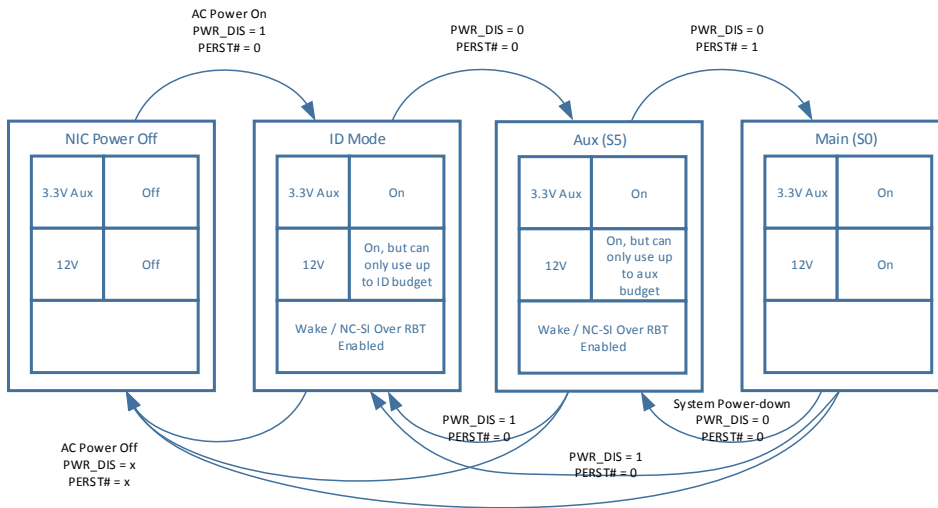 AC Power On
PWR_DIS = 1
PERST# = 0
PWR_DIS = 0
PERST# = 0
PWR_DIS = 0
PERST# = 1
NIC Power Off
3.3V Aux
Off
12V
Off
ID Mode
3.3V Aux
On
12V
On, but can
only use up
to ID budget
Wake / NC-SI Over RBT
Enabled
Aux (S5)
3.3V Aux
On
12V
On, but can
only use up
to aux
budget
Wake / NC-SI Over RBT
Enabled
Main (S0)
3.3V Aux
On
12V
On
AC Power Off
PWR_DIS = x
PERST# = x
PWR_DIS = 1
PERST# = 0
System Power-down
PWR_DIS = 0
PERST# = 0
PWR_DIS = 1
PERST# = 0